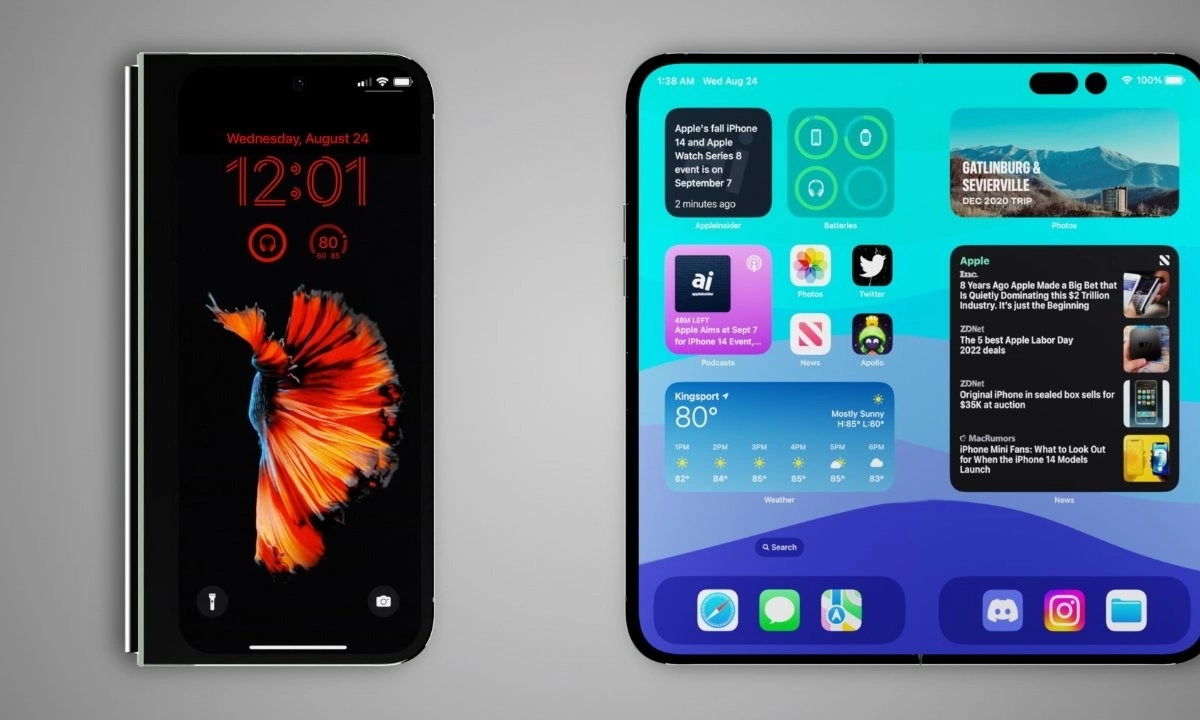 Wednesday, August 24
12:01
80
60 85
1:38 AM Wed Aug 24
100%
Apple's fall iPhone
14 and Apple
Watch Series 8
event is on
September 7
2 minutes ago
AppleInsider
Batteries
GATLINBURG &
SEVIERVILLE
DEC 2020 TRIP
Photos
ai
appleinsider
48M LEFT
Apple Aims at Sept 7
for iPhone 14 Event,...
Podcasts
Photos
Twitter
News
Apollo
Apple
Inc.
8 Years Ago Apple Made a Big Bet that
Is Quietly Dominating this $2 Trillion
Industry. It's just the Beginning
ZDNet
The 5 best Apple Labor Day
2022 deals
tv
ZDNet
Original iPhone in sealed box sells for
$35K at auction
MacRumors
iPhone Mini Fans: What to Look Out
for When the iPhone 14 Models
Launch
News
Kingsport
80°
Mostly Sunny
H:85° L:60°
1PM 2PM 3PM 4PM 5PM 6PM
82° 84° 85° 85° 85° 83°
Weather
Search